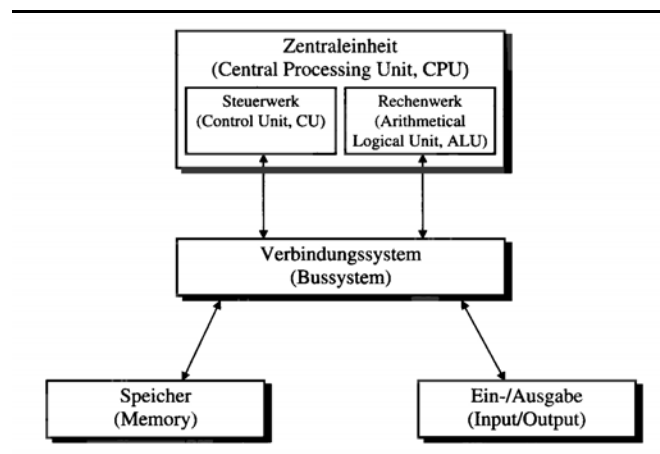 Zentraleinheit
(Central Processing Unit, CPU)
Steuerwerk
(Control Unit, CU)
Rechenwerk
(Arithmetical
Logical Unit, ALU)
Verbindungssystem
(Bussystem)
Speicher
(Memory)
Ein-/Ausgabe
(Input/Output)